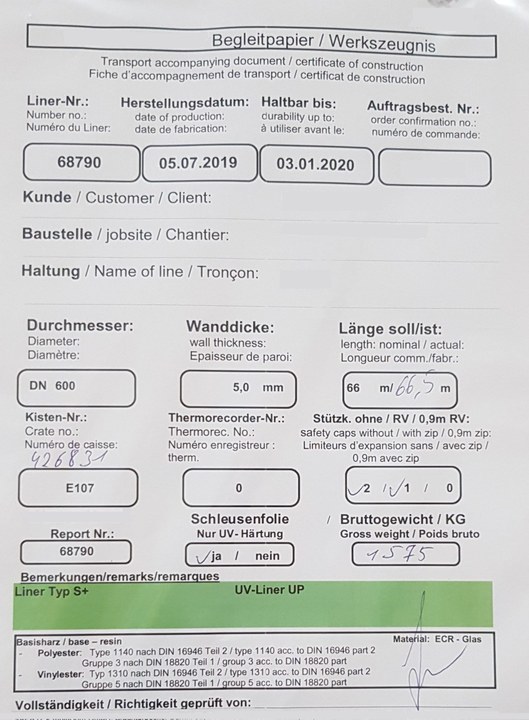 Begleitpapier / Werkszeugnis
Transport accompanying document / certificate of construction
Fiche d'accompagnement de transport / certificat de construction
Liner-Nr.: Herstellungsdatum: Haltbar bis: Auftragsbest. Nr.:
Number no.: date of production: durability up to: order confirmation no.:
Numéro du Liner: date de fabrication: à utiliser avant le: numéro de commande:
68790 05.07.2019 03.01.2020
Kunde / Customer / Client:
Baustelle / jobsite / Chantier:
Haltung / Name of line / Tronçon:
Durchmesser: Wanddicke: Länge soll/ist:
Diameter: wall thickness: length: nominal / actual:
Diamètre: Epaisseur de paroi: Longueur comm./fabr.:
DN 600 5,0 mm 66 m/ 66,5 m
Kisten-Nr.: Thermorecorder-Nr.: Stützk. ohne / RV / 0,9m RV:
Crate no.: Thermorec. No.: safety caps without / with zip / 0,9m zip:
Numéro de caisse: Numéro enregistreur : Limiteurs d'expansion sans / avec zip /
426831 therm. 0,9m avec zip
E107 0 2 / 1 / 0
Schleusenfolie / Bruttogewicht / KG
Report Nr.: Nur UV- Härtung Gross weight / Poids bruto
68790 ja / nein 1575
Bemerkungen/remarks/remarques
Liner Typ S+ UV-Liner UP
Basisharz / base – resin Material: ECR - Glas
- Polyester: Type 1140 nach DIN 16946 Teil 2 / type 1140 acc. to DIN 16946 part 2
Gruppe 3 nach DIN 18820 Teil 1 / group 3 acc. to DIN 18820 part
- Vinylester: Typ 1310 nach DIN 16946 Teil 2 / type 1310 acc. to DIN 16946 part 2
Gruppe 5 nach DIN 18820 Teil 1 / group 5 acc. to DIN 18820 part
Vollständigkeit / Richtigkeit geprüft von: